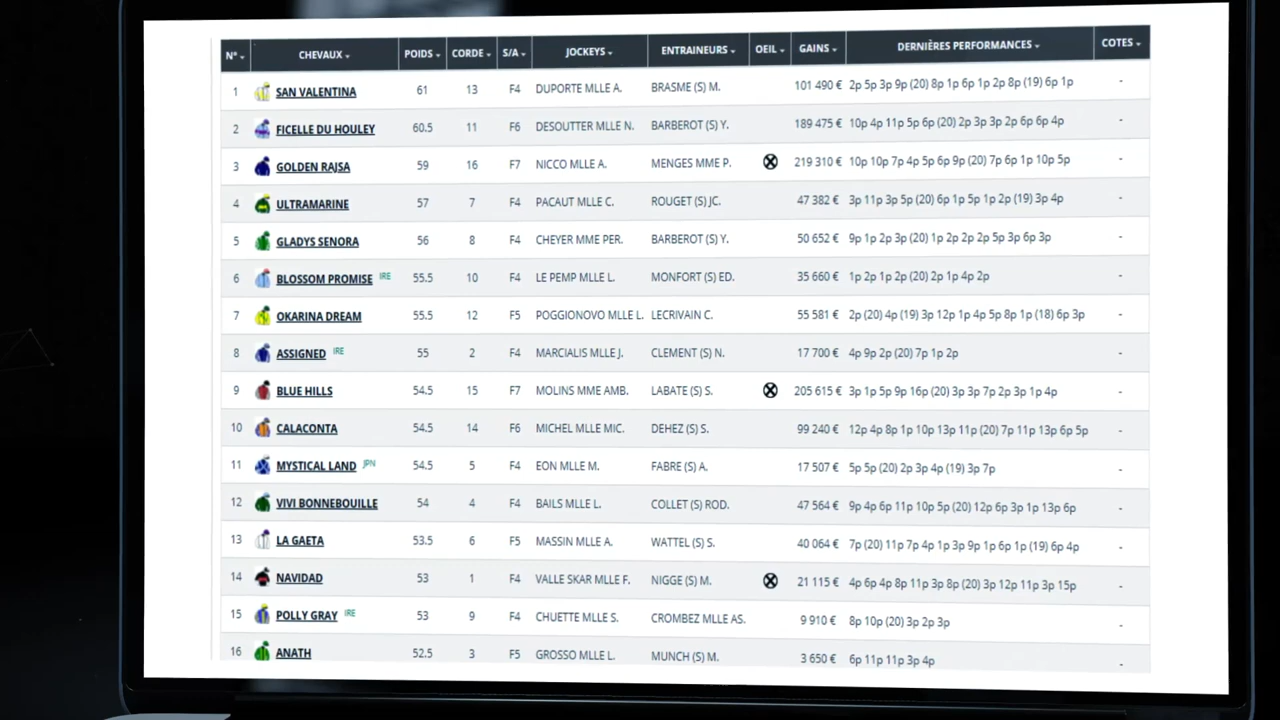 N° CHEVAUX POIDS CORDE S/A JOCKEYS ENTRAINEURS OEIL GAINS DERNIÈRES PERFORMANCES COTES
1 SAN VALENTINA 61 13 F4 DUPORTE MLLE A. BRASME (S) M. 101 490 € 2p 5p 3p 9p (20) 8p 1p 6p 1p 2p 8p (19) 6p 1p -
2 FICELLE DU HOULEY 60.5 11 F6 DESOUTTER MLLE N. BARBEROT (S) Y. 189 475 € 10p 4p 11p 5p 6p (20) 2p 3p 3p 2p 6p 6p 4p -
3 GOLDEN RAJSA 59 16 F7 NICCO MLLE A. MENGES MME P. 219 310 € 10p 10p 7p 4p 5p 6p 9p (20) 7p 6p 1p 10p 5p -
4 ULTRAMARINE 57 7 F4 PACAUT MLLE C. ROUGET (S) JC. 47 382 € 3p 11p 3p 5p (20) 6p 1p 5p 1p 2p (19) 3p 4p -
5 GLADYS SENORA 56 8 F4 CHEYER MME PER. BARBEROT (S) Y. 50 652 € 9p 1p 2p 3p (20) 1p 2p 2p 2p 5p 3p 6p 3p -
6 BLOSSOM PROMISE IRE 55.5 10 F4 LE PEMP MLLE L. MONFORT (S) ED. 35 660 € 1p 2p 1p 2p (20) 2p 1p 4p 2p -
7 OKARINA DREAM 55.5 12 F5 POGGIONOVO MLLE L. LECRIVAIN C. 55 581 € 2p (20) 4p (19) 3p 12p 1p 4p 5p 8p 1p (18) 6p 3p -
8 ASSIGNED IRE 55 2 F4 MARCIALIS MLLE J. CLEMENT (S) N. 17 700 € 4p 9p 2p (20) 7p 1p 2p -
9 BLUE HILLS 54.5 15 F7 MOLINS MME AMB. LABATE (S) S. 205 615 € 3p 1p 5p 9p 16p (20) 3p 3p 7p 2p 3p 1p 4p -
10 CALACONTA 54.5 14 F6 MICHEL MLLE MIC. DEHEZ (S) S. 99 240 € 12p 4p 8p 1p 10p 13p 11p (20) 7p 11p 13p 6p 5p -
11 MYSTICAL LAND JPN 54.5 5 F4 EON MLLE M. FABRE (S) A. 17 507 € 5p 5p (20) 2p 3p 4p (19) 3p 7p -
12 VIVI BONNEBOUILLE 54 4 F4 BAILS MLLE L. COLLET (S) ROD. 47 564 € 9p 4p 6p 11p 10p 5p (20) 12p 6p 3p 1p 13p 6p -
13 LA GAETA 53.5 6 F5 MASSIN MLLE A. WATTEL (S) S. 40 064 € 7p (20) 11p 7p 4p 1p 3p 9p 1p 6p 1p (19) 6p 4p -
14 NAVIDAD 53 1 F4 VALLE SKAR MLLE F. NIGGE (S) M. 21 115 € 4p 6p 4p 8p 11p 3p 8p (20) 3p 12p 11p 3p 15p -
15 POLLY GRAY IRE 53 9 F4 CHUETTE MLLE S. CROMBEZ MLLE AS. 9 910 € 8p 10p (20) 3p 2p 3p -
16 ANATH 52.5 3 F5 GROSSO MLLE L. MUNCH (S) M. 3 650 € 6p 11p 11p 3p 4p -